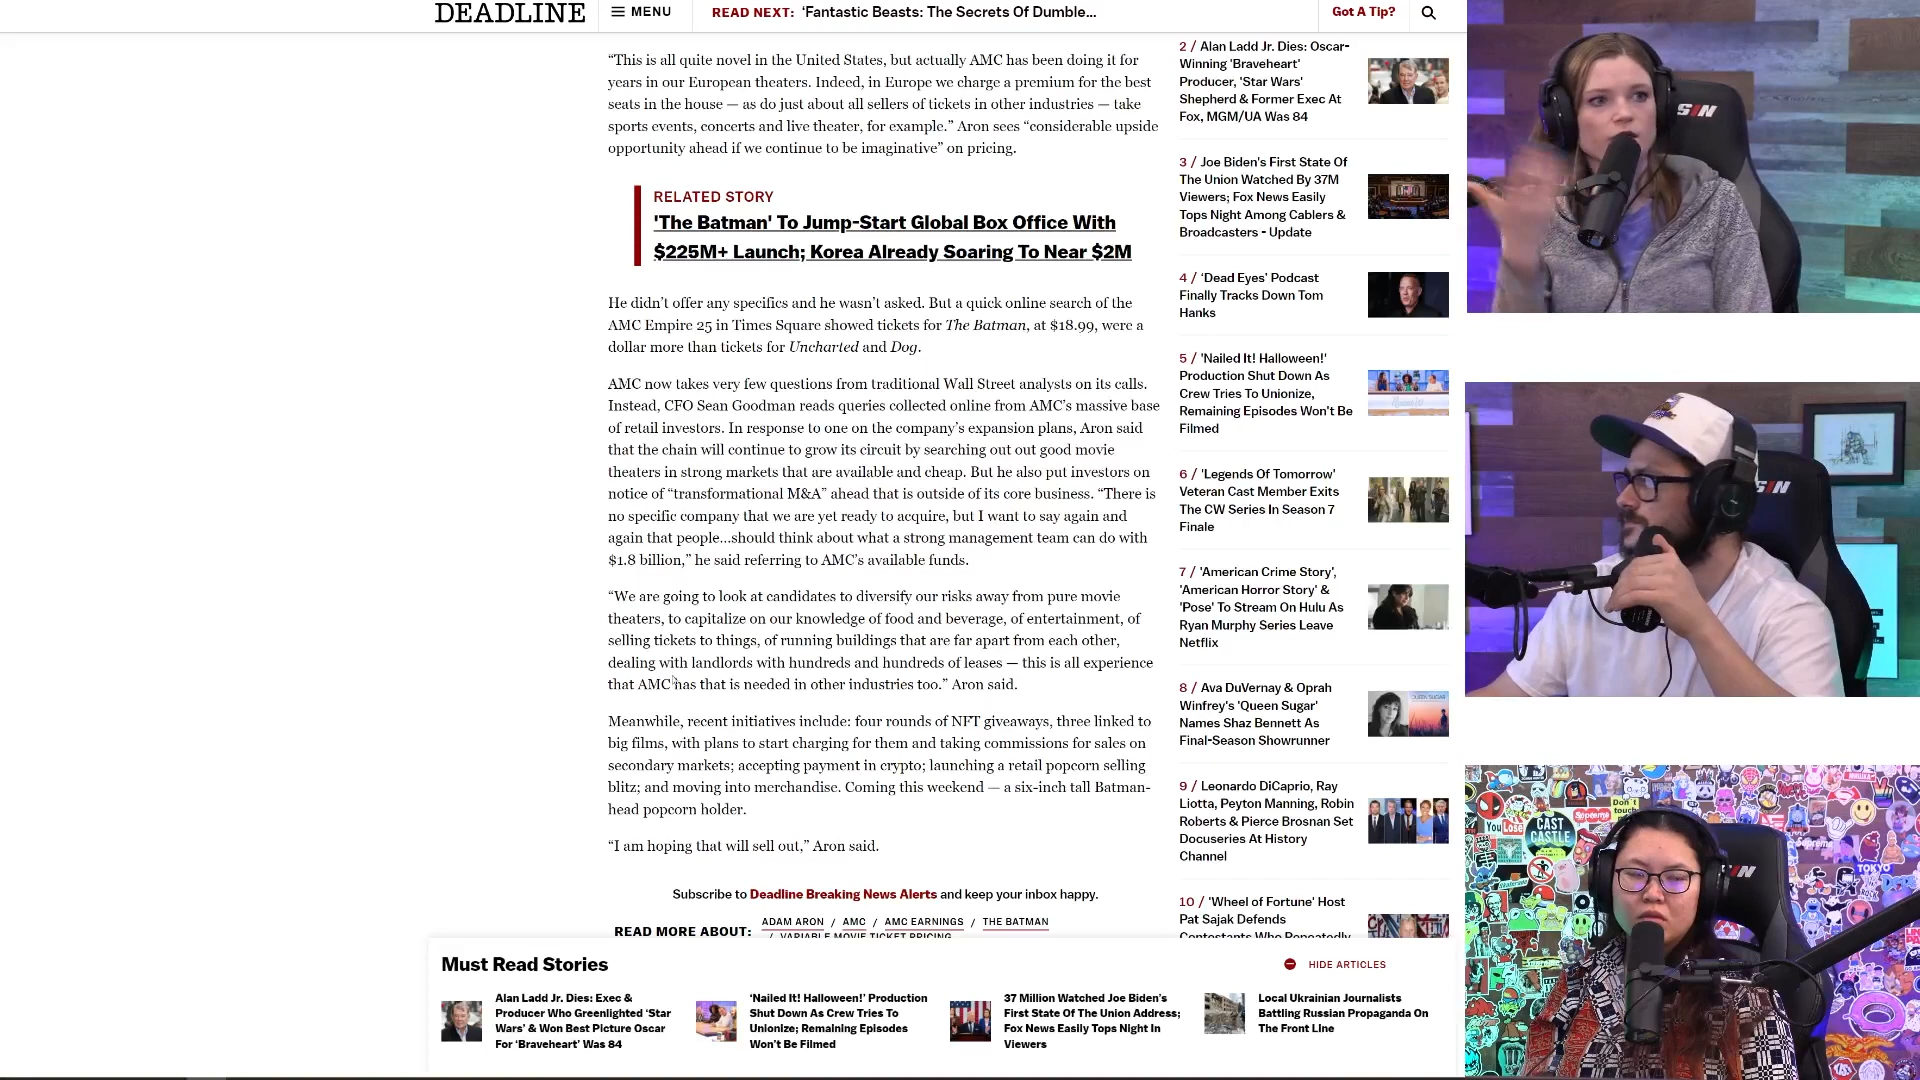 DEADLINE
MENU
READ NEXT: ‘Fantastic Beasts: The Secrets Of Dumble...
Got A Tip?
“This is all quite novel in the United States, but actually AMC has been doing it for
years in our European theaters. Indeed, in Europe we charge a premium for the best
seats in the house — as do just about all sellers of tickets in other industries — take
sports events, concerts and live theater, for example.” Aron sees “considerable upside
opportunity ahead if we continue to be imaginative” on pricing.
RELATED STORY
'The Batman' To Jump-Start Global Box Office With
$225M+ Launch; Korea Already Soaring To Near $2M
He didn’t offer any specifics and he wasn’t asked. But a quick online search of the
AMC Empire 25 in Times Square showed tickets for The Batman, at $18.99, were a
dollar more than tickets for Uncharted and Dog.
AMC now takes very few questions from traditional Wall Street analysts on its calls.
Instead, CFO Sean Goodman reads queries collected online from AMC’s massive base
of retail investors. In response to one on the company’s expansion plans, Aron said
that the chain will continue to grow its circuit by searching out out good movie
theaters in strong markets that are available and cheap. But he also put investors on
notice of “transformational M&A” ahead that is outside of its core business. “There is
no specific company that we are yet ready to acquire, but I want to say again and
again that people…should think about what a strong management team can do with
$1.8 billion,” he said referring to AMC’s available funds.
“We are going to look at candidates to diversify our risks away from pure movie
theaters, to capitalize on our knowledge of food and beverage, of entertainment, of
selling tickets to things, of running buildings that are far apart from each other,
dealing with landlords with hundreds and hundreds of leases — this is all experience
that AMC has that is needed in other industries too.” Aron said.
Meanwhile, recent initiatives include: four rounds of NFT giveaways, three linked to
big films, with plans to start charging for them and taking commissions for sales on
secondary markets; accepting payment in crypto; launching a retail popcorn selling
blitz; and moving into merchandise. Coming this weekend — a six-inch tall Batman-
head popcorn holder.
“I am hoping that will sell out,” Aron said.
Subscribe to Deadline Breaking News Alerts and keep your inbox happy.
READ MORE ABOUT: ADAM ARON / AMC / AMC EARNINGS / THE BATMAN
/ VARIABLE MOVIE TICKET PRICING
2 / Alan Ladd Jr. Dies: Oscar-
Winning 'Braveheart'
Producer, 'Star Wars'
Shepherd & Former Exec At
Fox, MGM/UA Was 84
3 / Joe Biden's First State Of
The Union Watched By 37M
Viewers; Fox News Easily
Tops Night Among Cablers &
Broadcasters - Update
4 / ‘Dead Eyes’ Podcast
Finally Tracks Down Tom
Hanks
5 / 'Nailed It! Halloween!'
Production Shut Down As
Crew Tries To Unionize,
Remaining Episodes Won't Be
Filmed
6 / 'Legends Of Tomorrow'
Veteran Cast Member Exits
The CW Series In Season 7
Finale
7 / 'American Crime Story',
'American Horror Story' &
'Pose' To Stream On Hulu As
Ryan Murphy Series Leave
Netflix
8 / Ava DuVernay & Oprah
Winfrey's 'Queen Sugar'
Names Shaz Bennett As
Final-Season Showrunner
9 / Leonardo DiCaprio, Ray
Liotta, Peyton Manning, Robin
Roberts & Pierce Brosnan Set
Docuseries At History
Channel
10 / 'Wheel of Fortune' Host
Pat Sajak Defends
Contestants Who Repeatedly
Must Read Stories
HIDE ARTICLES
Alan Ladd Jr. Dies: Exec &
Producer Who Greenlighted ‘Star
Wars’ & Won Best Picture Oscar
For ‘Braveheart’ Was 84
‘Nailed It! Halloween!’ Production
Shut Down As Crew Tries To
Unionize; Remaining Episodes
Won’t Be Filmed
37 Million Watched Joe Biden’s
First State Of The Union Address;
Fox News Easily Tops Night In
Viewers
Local Ukrainian Journalists
Battling Russian Propaganda On
The Front Line
You Lose
CAST
CASTLE
Don't
touch
Supreme
TOKYO